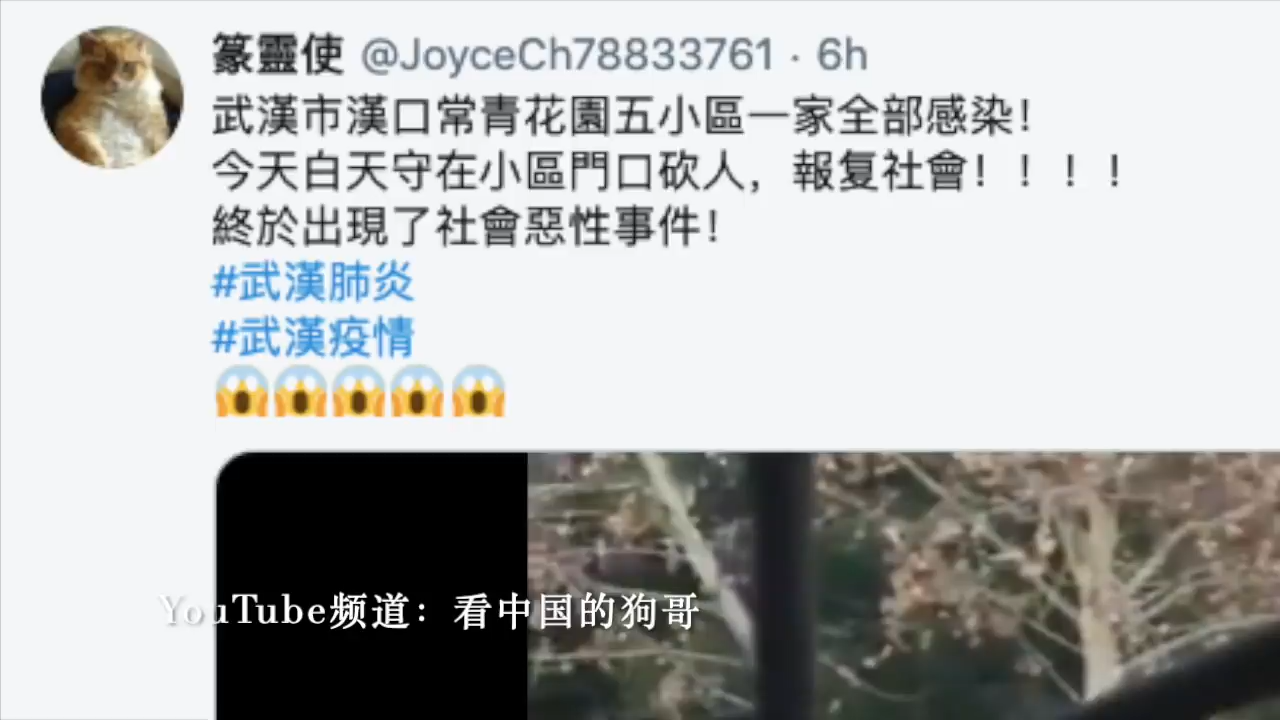 篆靈使 @JoyceCh78833761 · 6h
武漢市漢口常青花園五小區一家全部感染！
今天白天守在小區門口砍人，報复社會！！！！
終於出現了社會惡性事件！
#武漢肺炎
#武漢疫情
😱😱😱😱😱
YouTube频道：看中国的狗哥